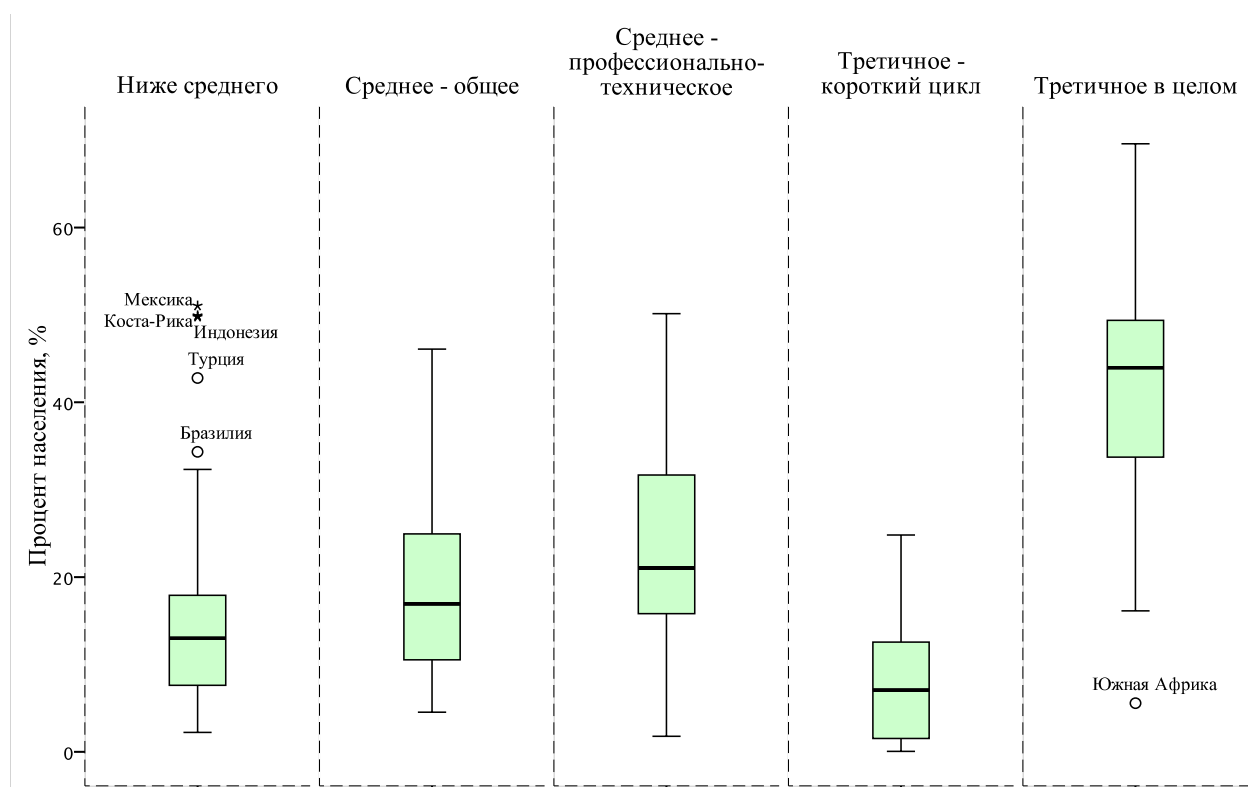 Ниже среднего
Среднее - общее
Среднее -
профессионально-
техническое
Третичное -
короткий цикл
Третичное в целом
Процент населения, %
60
40
20
0
Мексика
Коста-Рика
Индонезия
Турция
Бразилия
Южная Африка